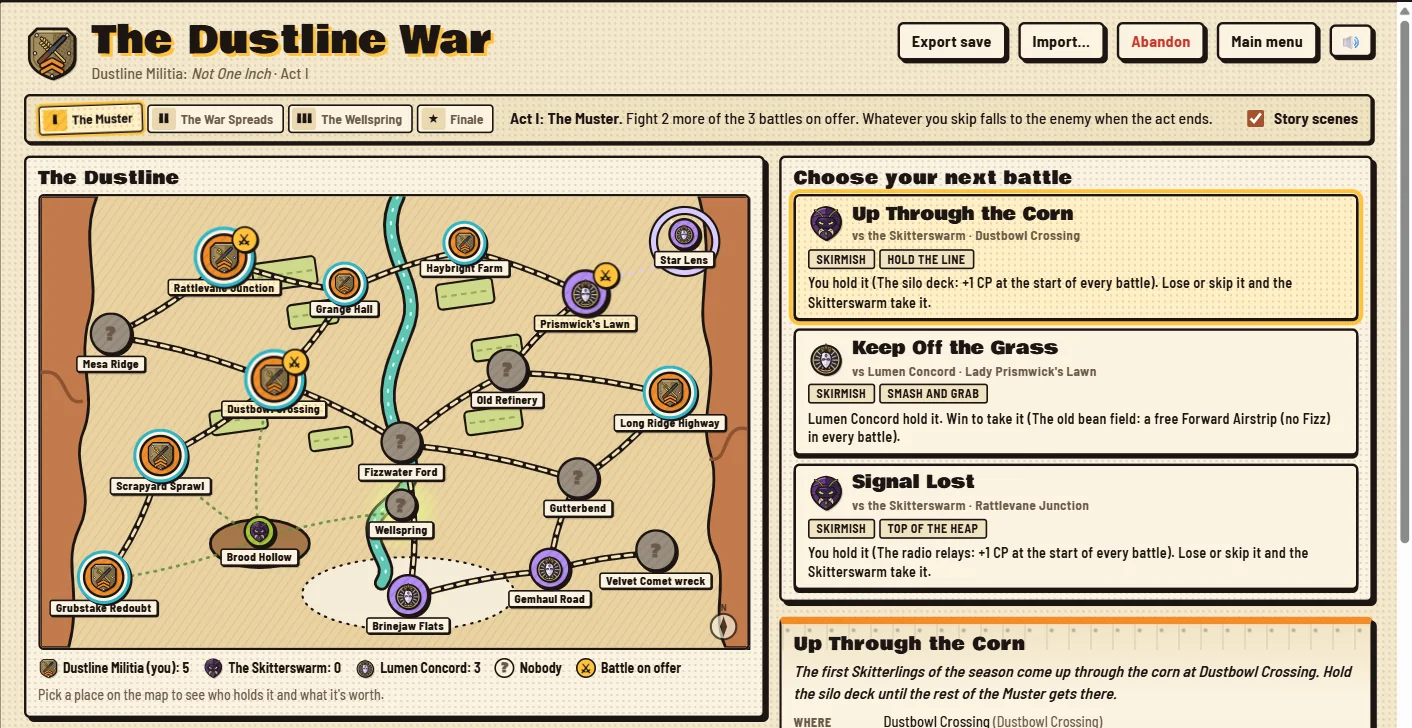 The Dustline War
Dustline Militia: Not One Inch · Act I
Export save
Import...
Abandon
Main menu
I The Muster
II The War Spreads
III The Wellspring
★ Finale
Act I: The Muster. Fight 2 more of the 3 battles on offer. Whatever you skip falls to the enemy when the act ends.
Story scenes
The Dustline
Rattlevane Junction
Grange Hall
Haybright Farm
Star Lens
Prismwick's Lawn
?
Mesa Ridge
Dustbowl Crossing
?
Old Refinery
Long Ridge Highway
?
Fizzwater Ford
Scrapyard Sprawl
?
Gutterbend
?
Wellspring
Brood Hollow
?
Velvet Comet wreck
Grubstake Redoubt
Gemhaul Road
Brinejaw Flats
N
Dustline Militia (you): 5
The Skitterswarm: 0
Lumen Concord: 3
? Nobody
Battle on offer
Pick a place on the map to see who holds it and what it's worth.
Choose your next battle
Up Through the Corn
vs the Skitterswarm · Dustbowl Crossing
SKIRMISH
HOLD THE LINE
You hold it (The silo deck: +1 CP at the start of every battle). Lose or skip it and the
Skitterswarm take it.
Keep Off the Grass
vs Lumen Concord · Lady Prismwick's Lawn
SKIRMISH
SMASH AND GRAB
Lumen Concord hold it. Win to take it (The old bean field: a free Forward Airstrip (no Fizz)
in every battle).
Signal Lost
vs the Skitterswarm · Rattlevane Junction
SKIRMISH
TOP OF THE HEAP
You hold it (The radio relays: +1 CP at the start of every battle). Lose or skip it and the
Skitterswarm take it.
Up Through the Corn
The first Skitterlings of the season come up through the corn at Dustbowl Crossing. Hold
the silo deck until the rest of the Muster gets there.
WHERE
Dustbowl Crossing (Dustbowl Crossing)